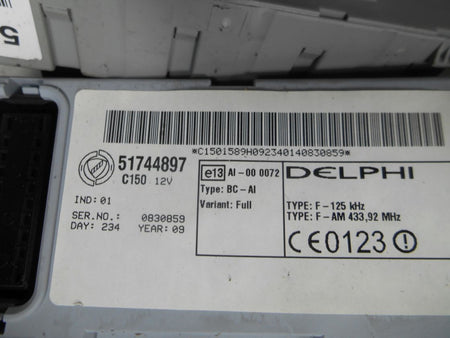 5
*C1501589H092340140830859*
51744897
C150 12V
IND: 01
SER.NO.: 0830859
DAY: 234 YEAR: 09
e13 AI-00 0072
Type: BC-AI
Variant: Full
DELPHI
TYPE: F-125 kHz
TYPE: F-AM 433,92 MHz
CE0123